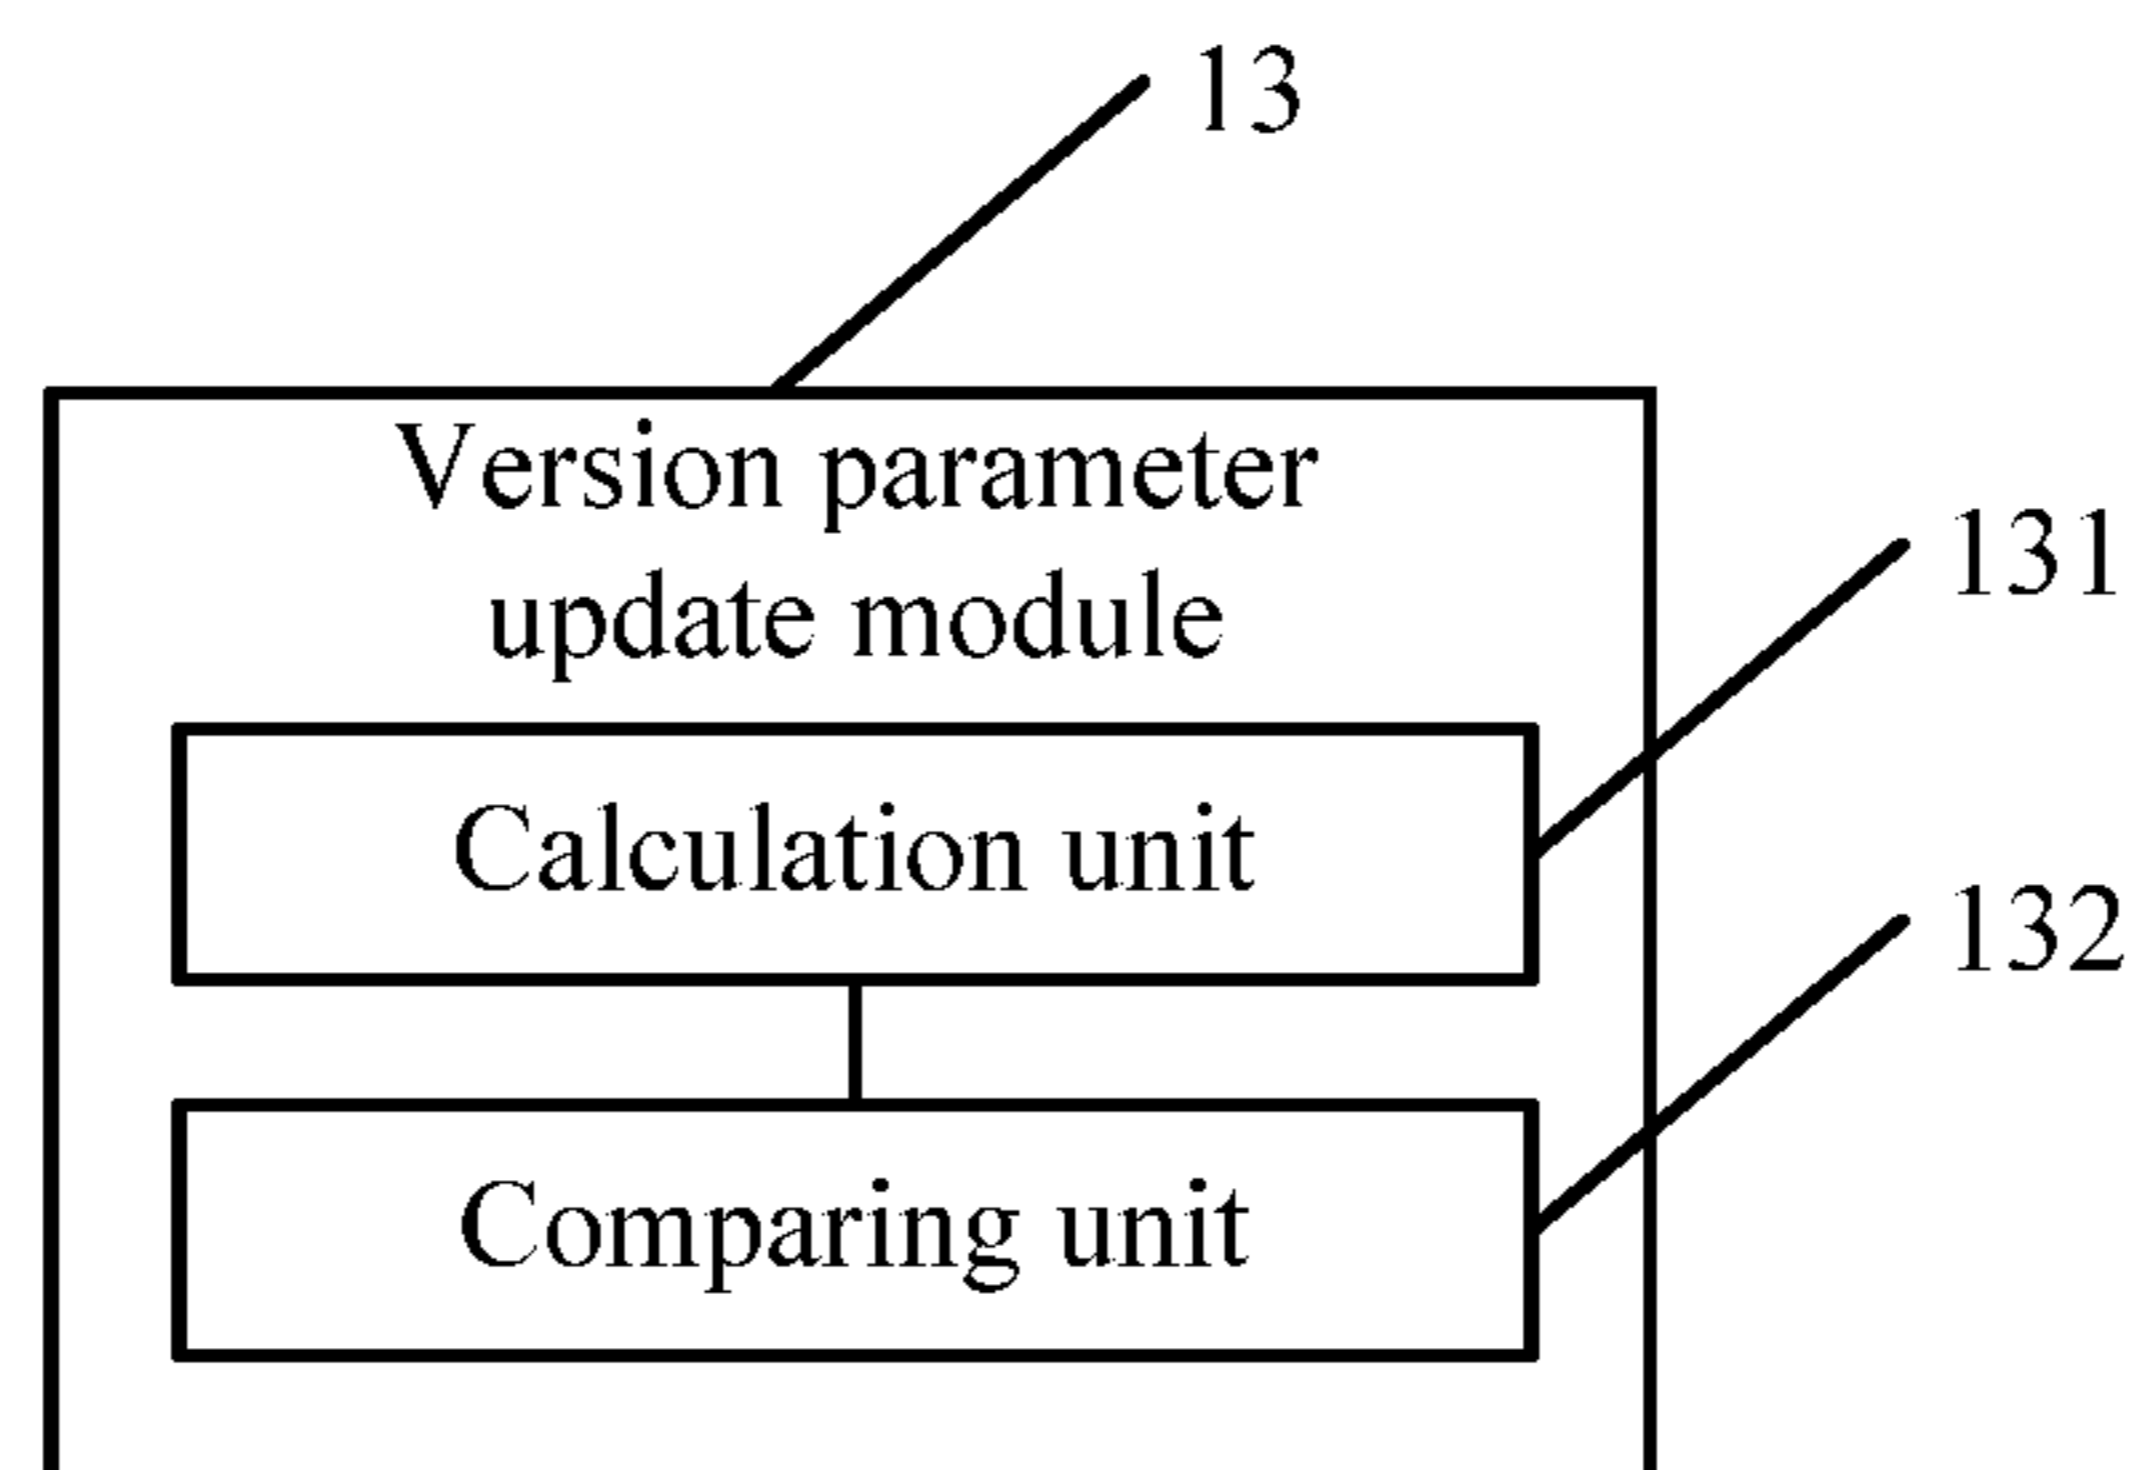 13
Version parameter
update module
131
Calculation unit
132
Comparing unit